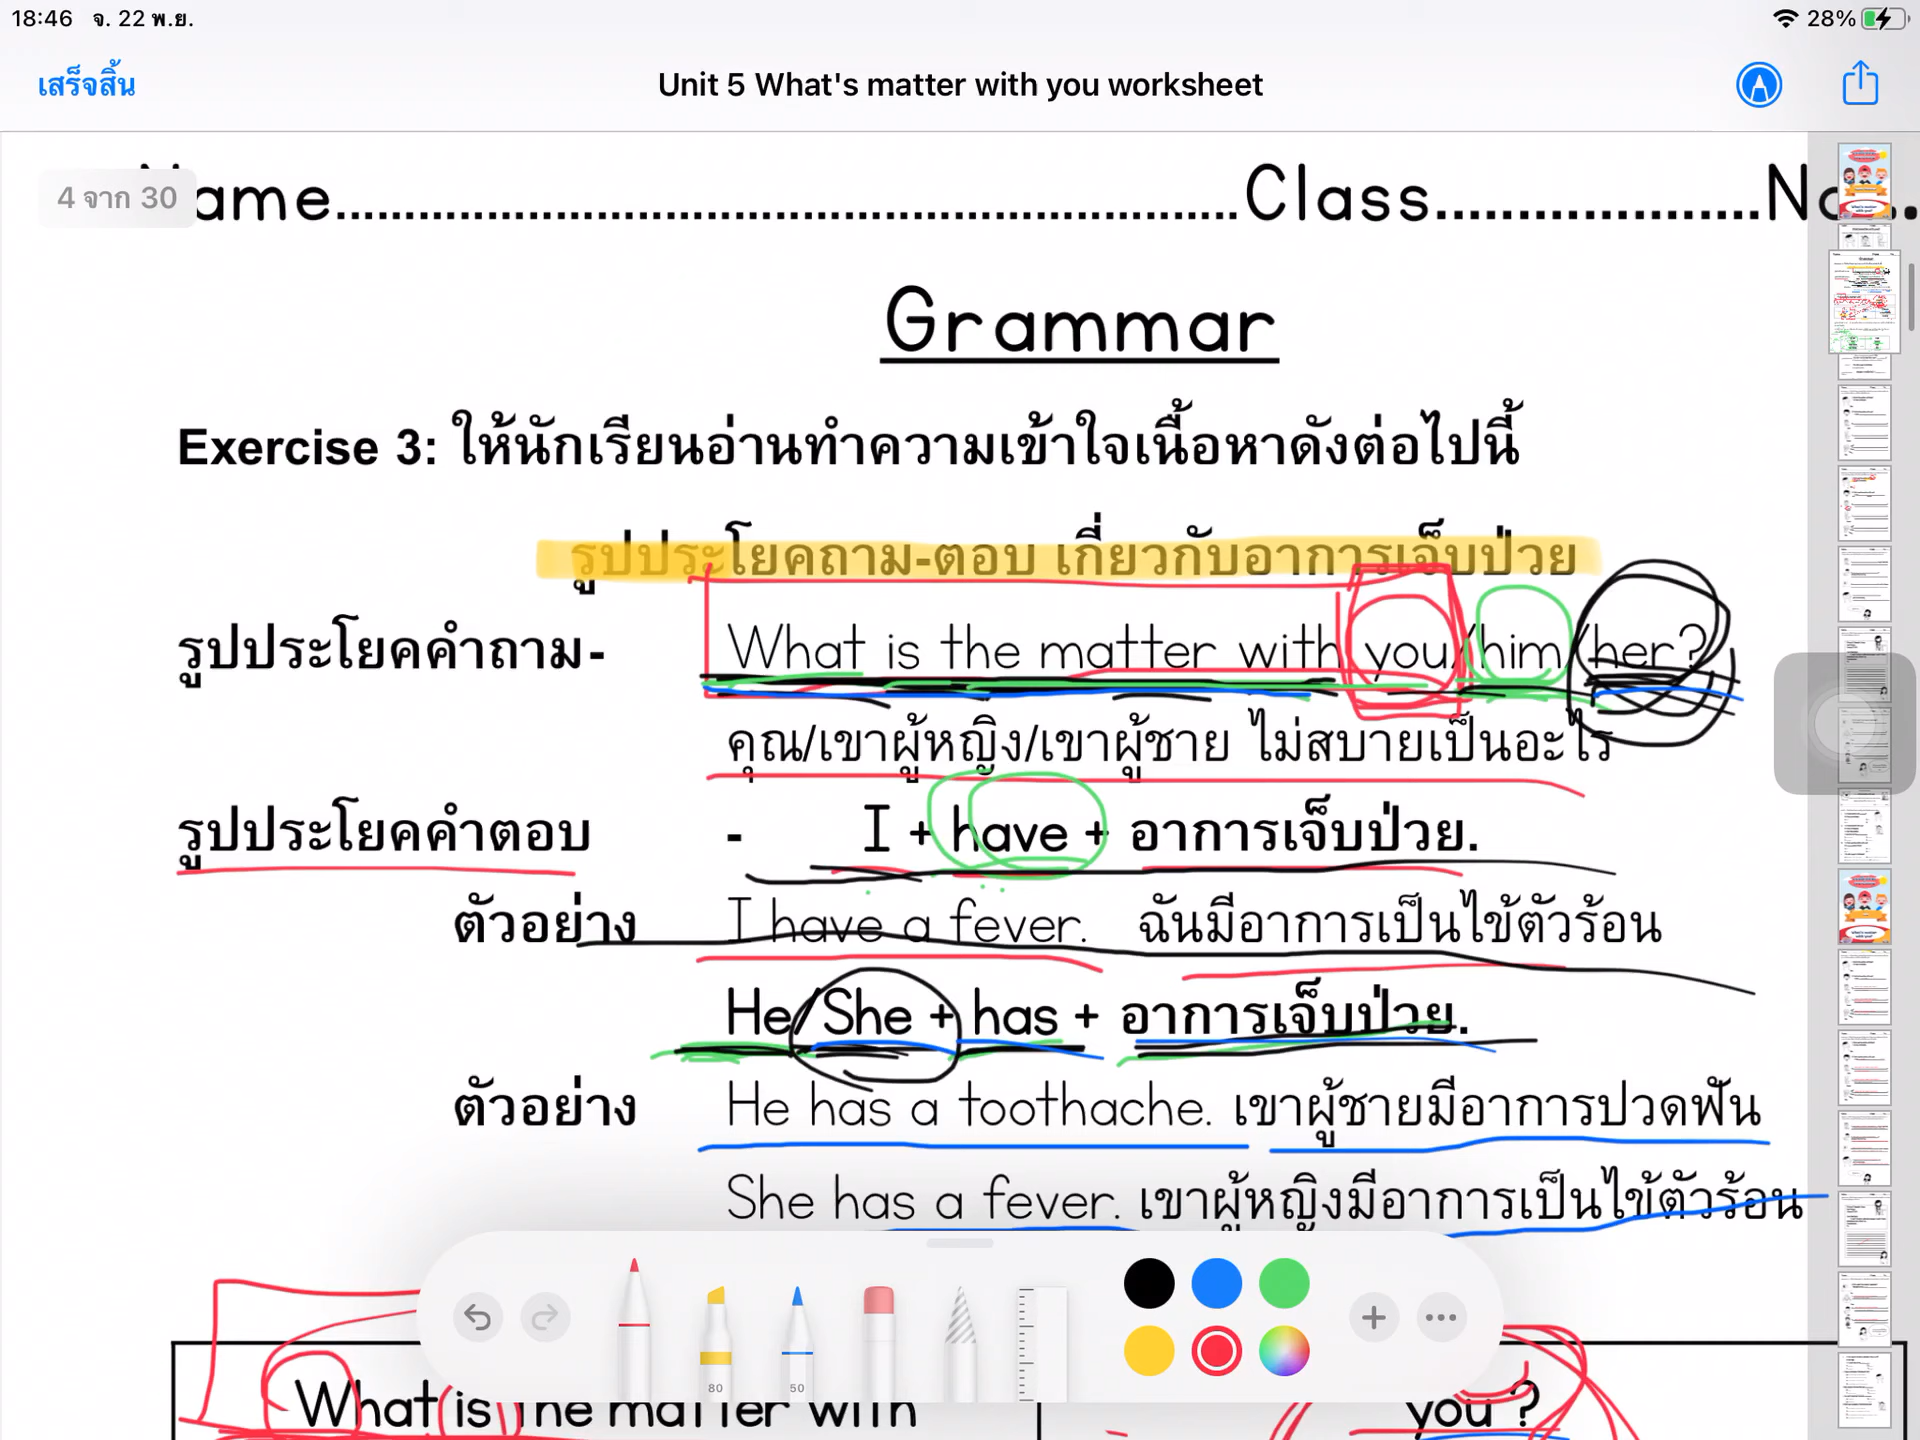 18:46 จ. 22 พ.ย. 28%
เสร็จสิ้น Unit 5 What's matter with you worksheet
4 จาก 30
ame..........Class..........No...
Grammar
Exercise 3: ให้นักเรียนอ่านทำความเข้าใจเนื้อหาดังต่อไปนี้
รูปประโยคถาม-ตอบ เกี่ยวกับอาการเจ็บป่วย
รูปประโยคคำถาม- What is the matter with you/him/her?
คุณ/เขาผู้หญิง/เขาผู้ชาย ไม่สบายเป็นอะไร
รูปประโยคคำตอบ - I + have + อาการเจ็บป่วย.
ตัวอย่าง I have a fever. ฉันมีอาการเป็นไข้ตัวร้อน
He/She + has + อาการเจ็บป่วย.
ตัวอย่าง He has a toothache. เขาผู้ชายมีอาการปวดฟัน
She has a fever. เขาผู้หญิงมีอาการเป็นไข้ตัวร้อน
80 50
What is the matter with you ?